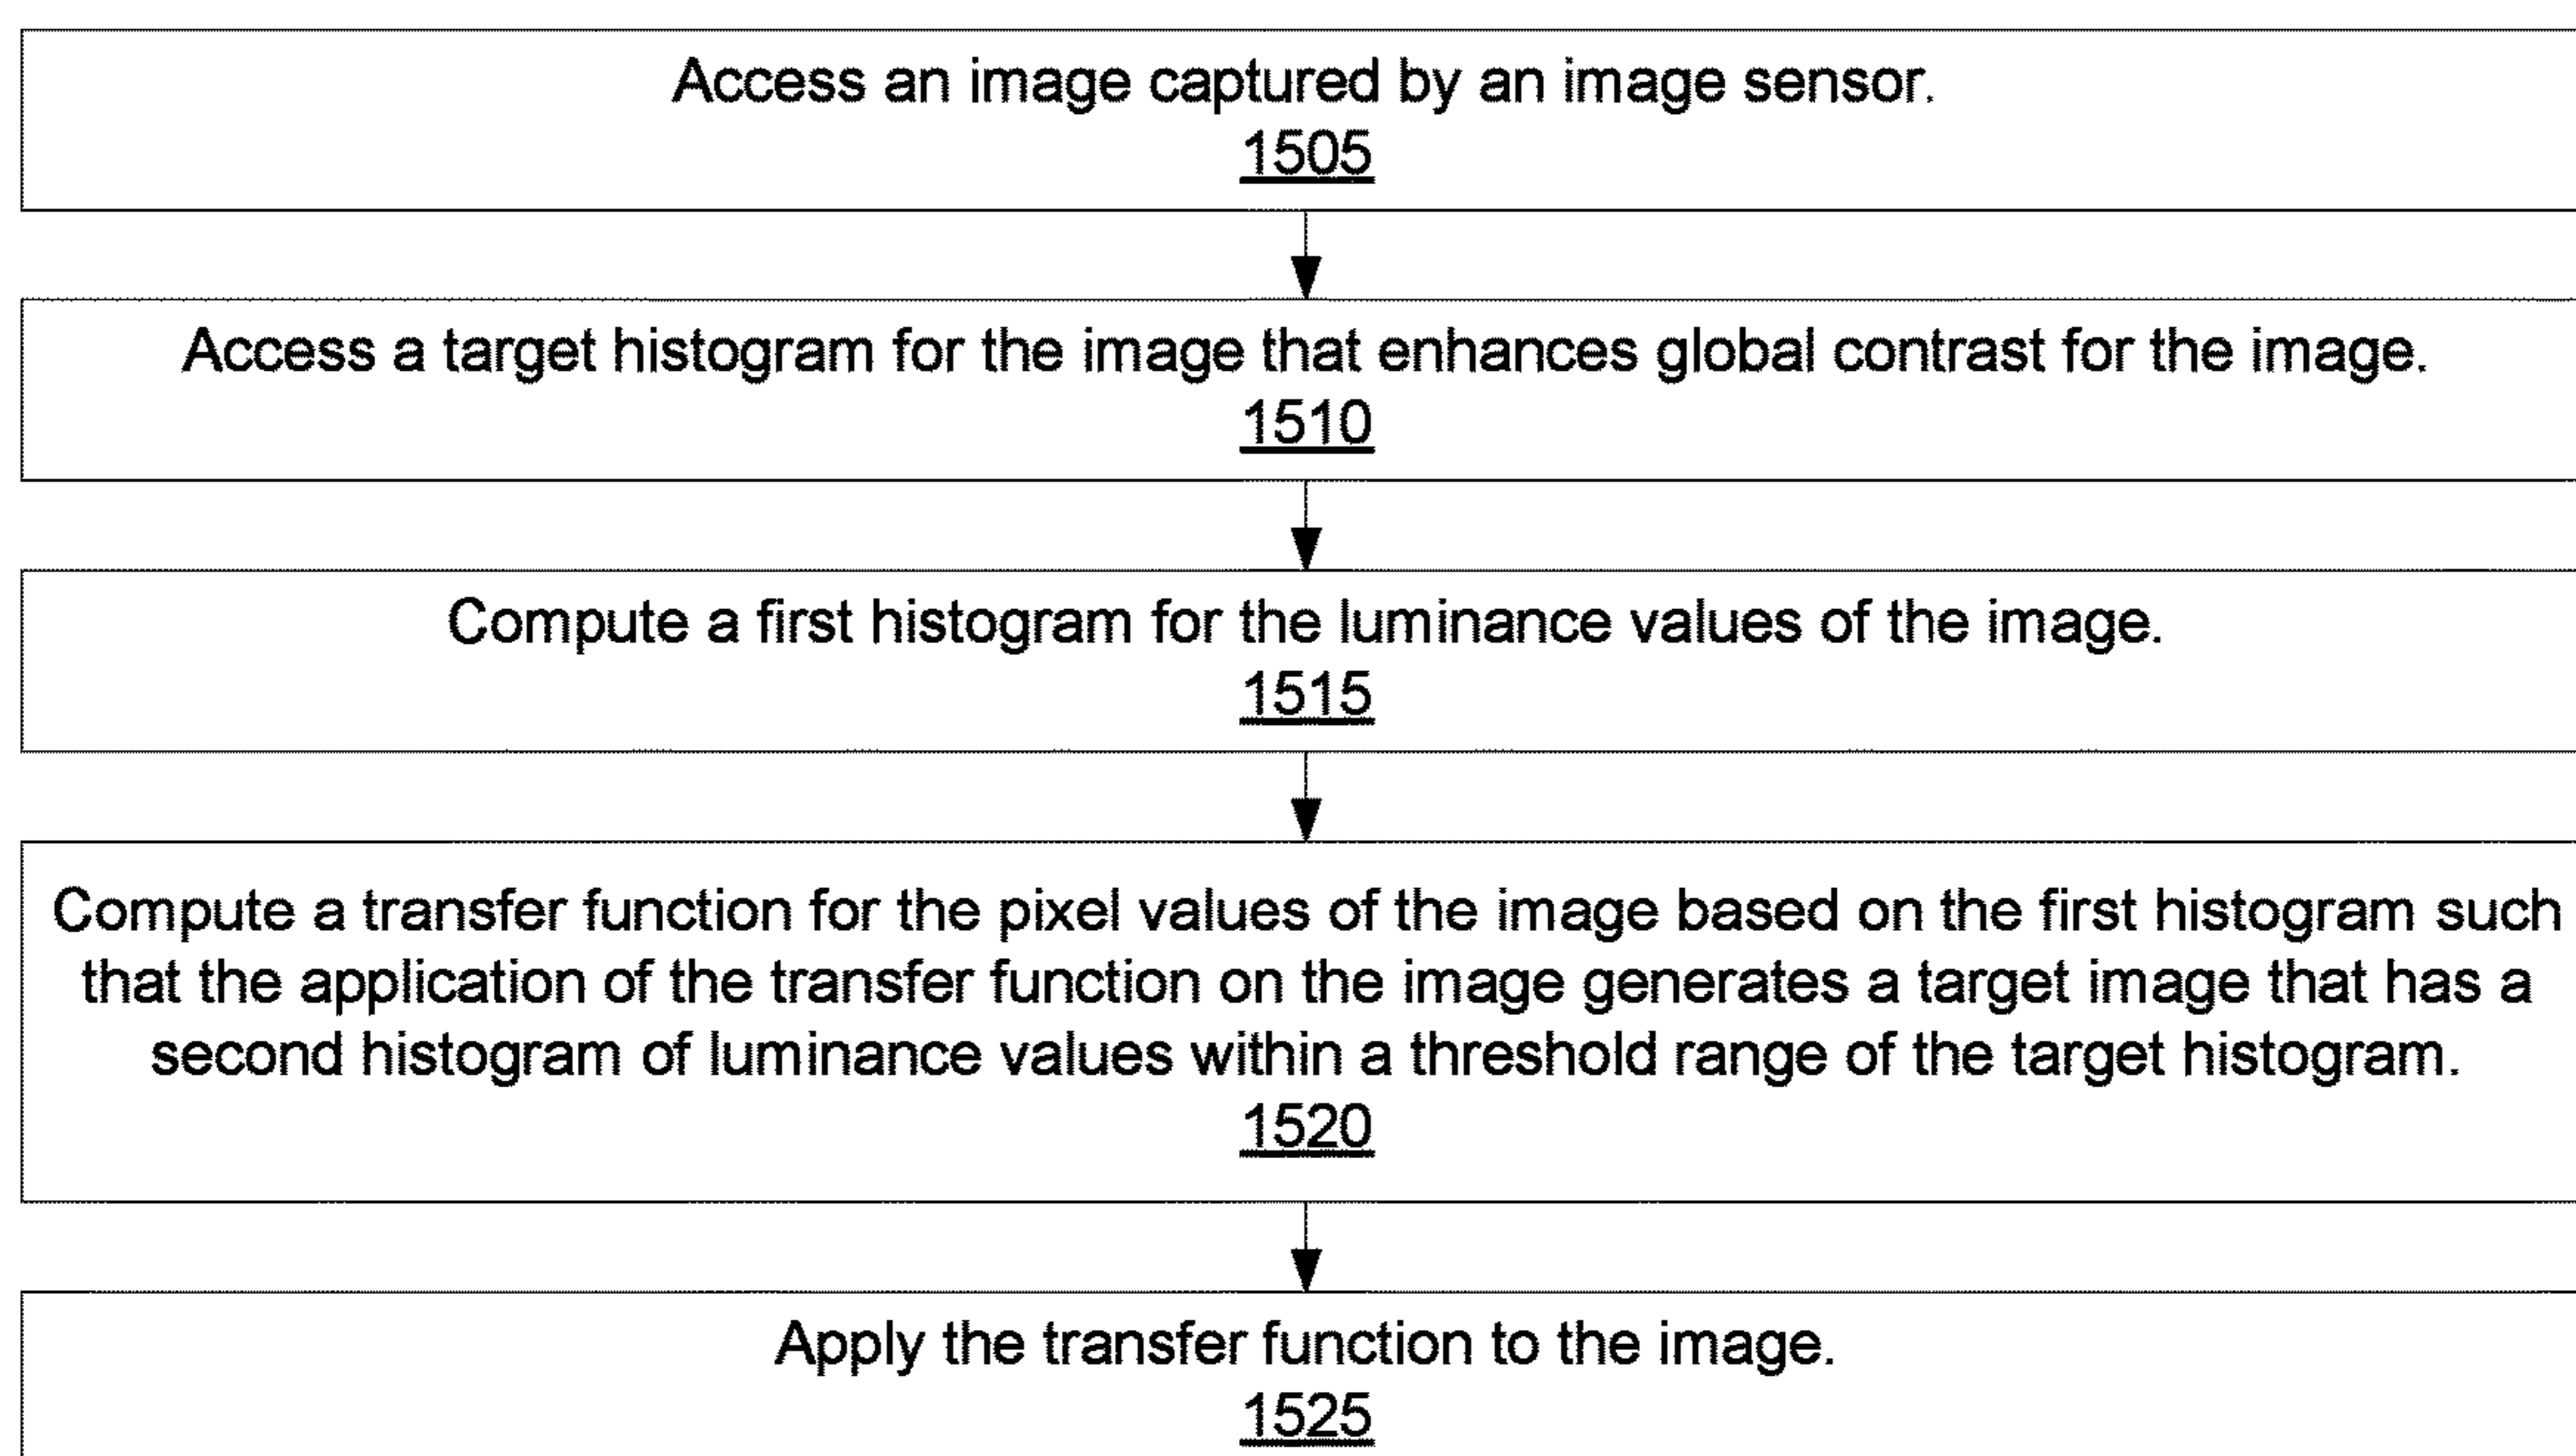 Access an image captured by an image sensor.
1505
Access a target histogram for the image that enhances global contrast for the image.
1510
Compute a first histogram for the luminance values of the image.
1515
Compute a transfer function for the pixel values of the image based on the first histogram such
that the application of the transfer function on the image generates a target image that has a
second histogram of luminance values within a threshold range of the target histogram.
1520
Apply the transfer function to the image.
1525